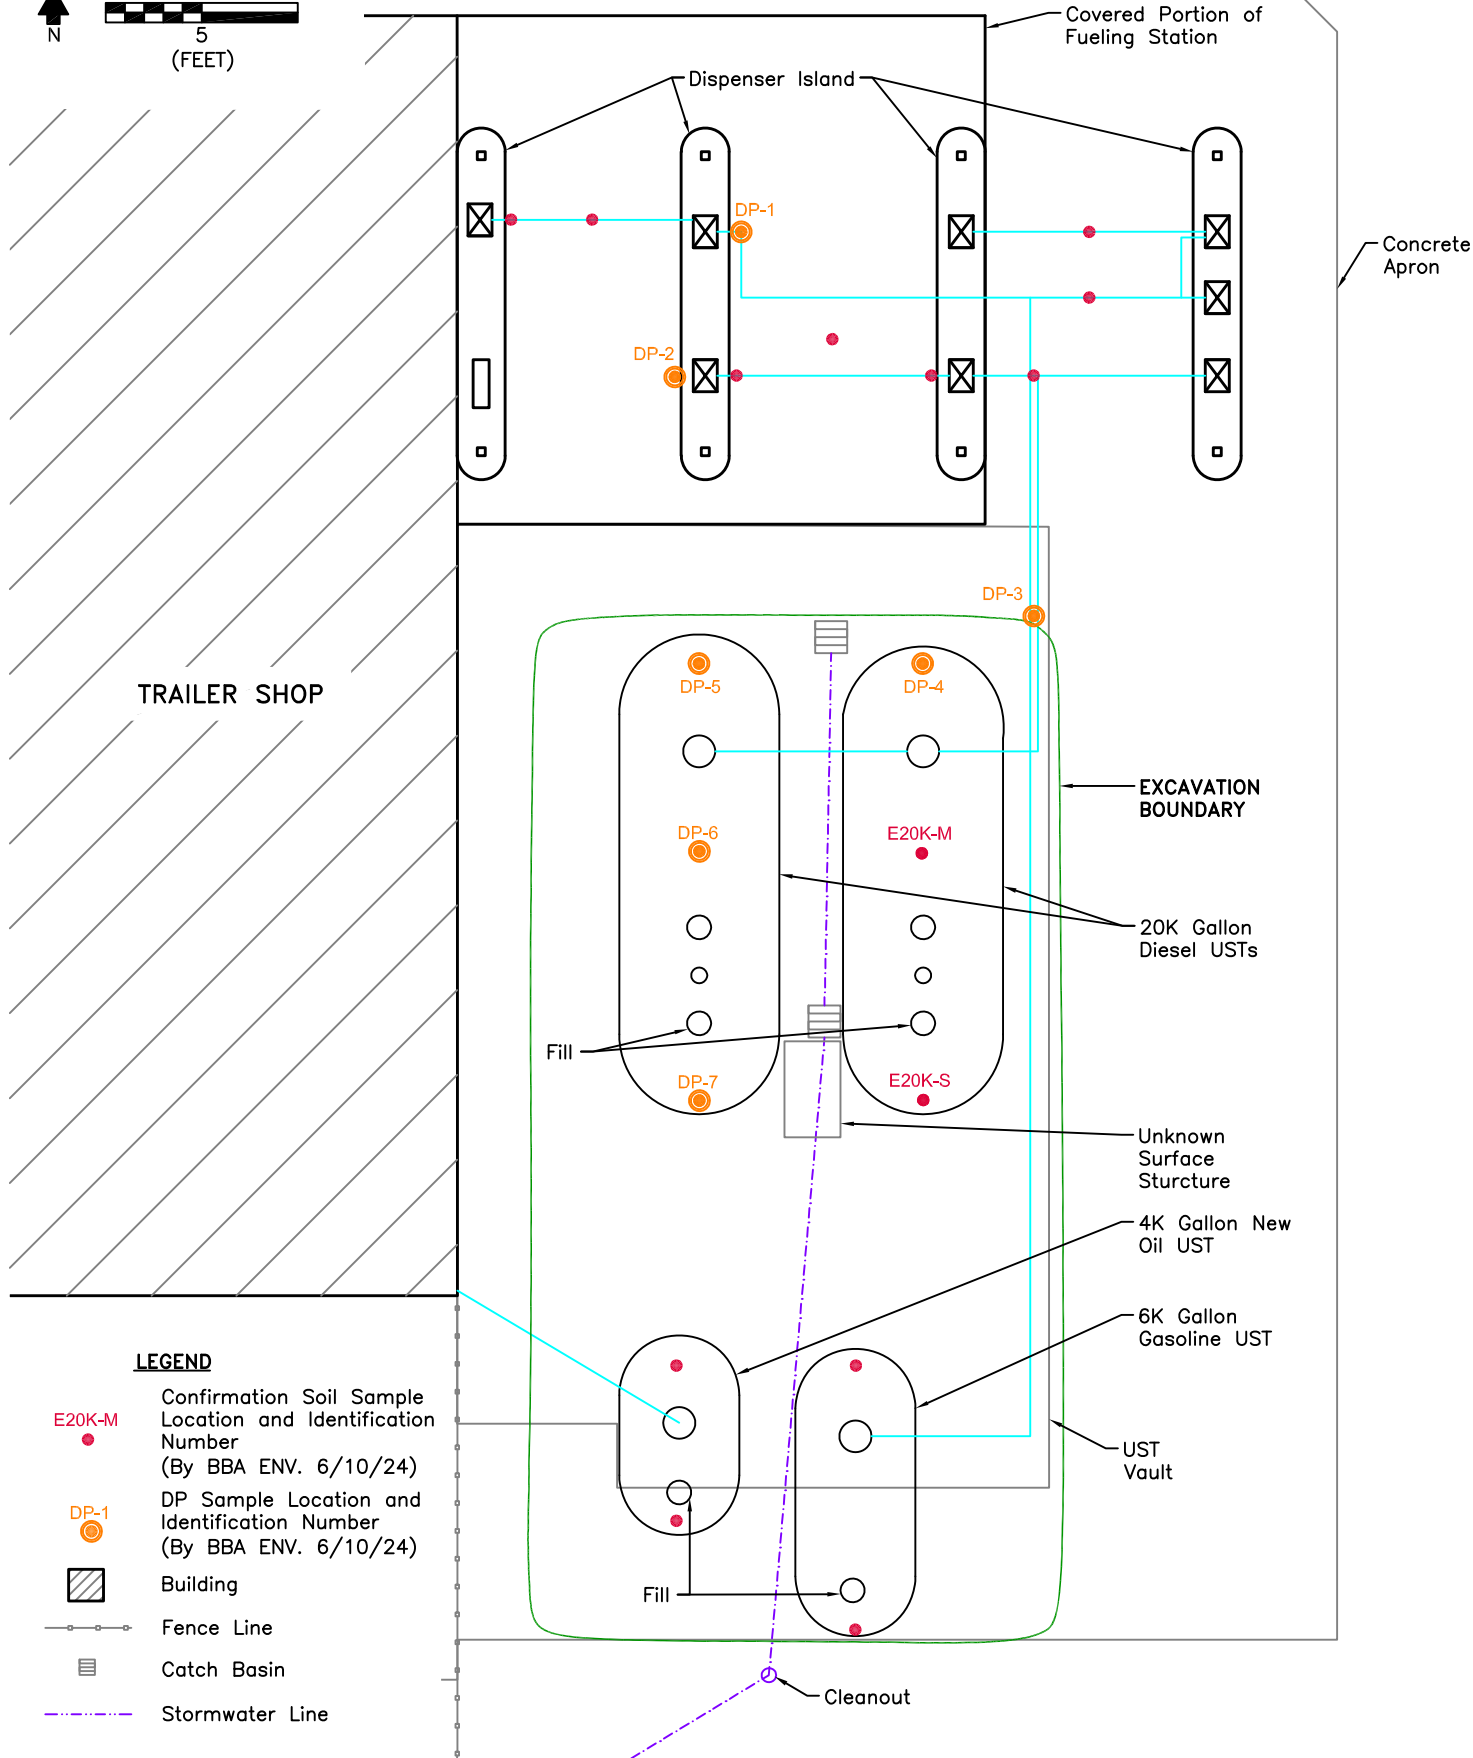 N
5
(FEET)
Covered Portion of
Fueling Station
Dispenser Island
DP-1
Concrete
Apron
DP-2
DP-3
TRAILER SHOP
DP-5
DP-4
EXCAVATION
BOUNDARY
DP-6
E20K-M
20K Gallon
Diesel USTs
Fill
DP-7
E20K-S
Unknown
Surface
Sturcture
4K Gallon New
Oil UST
6K Gallon
Gasoline UST
UST
Vault
Fill
Cleanout
LEGEND
E20K-M
Confirmation Soil Sample
Location and Identification
Number
(By BBA ENV. 6/10/24)
DP-1
DP Sample Location and
Identification Number
(By BBA ENV. 6/10/24)
Building
Fence Line
Catch Basin
Stormwater Line